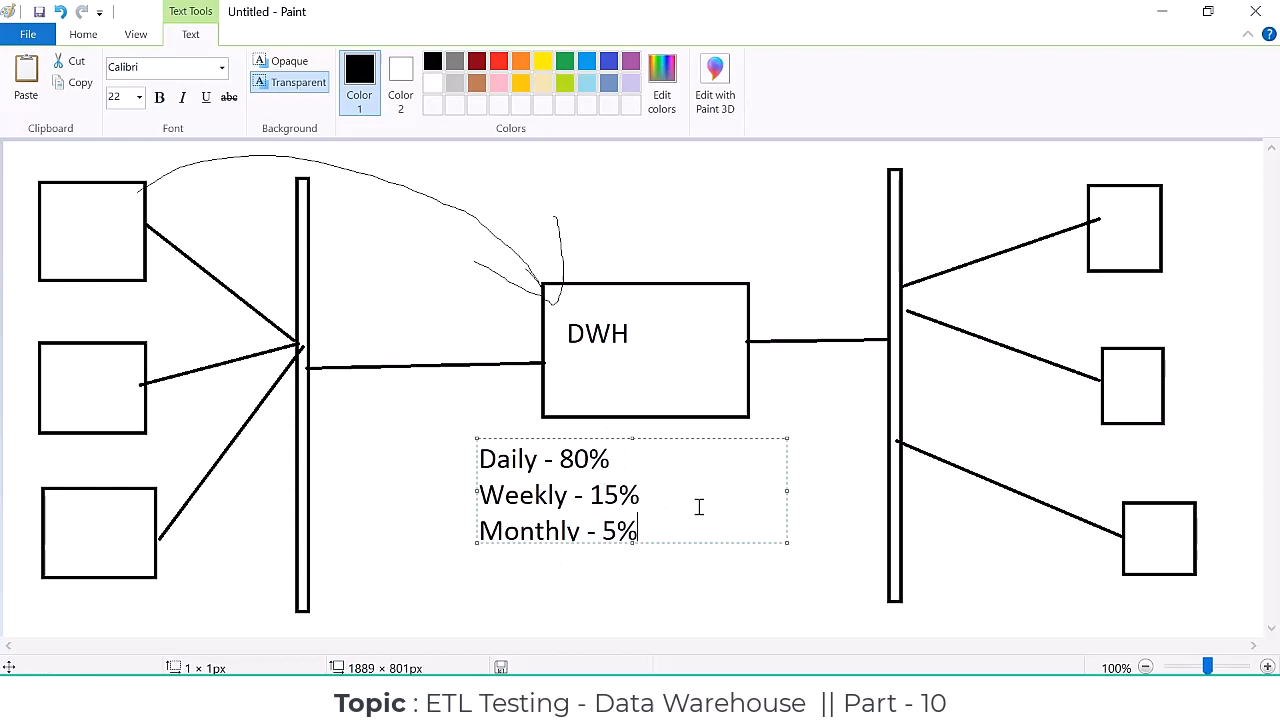 Text Tools
Untitled - Paint
File
Home
View
Text
Paste
Cut
Copy
Clipboard
Calibri
22
B I U abc
Font
Opaque
Transparent
Background
Color 1
Color 2
Edit colors
Colors
Edit with Paint 3D
DWH
Daily - 80%
Weekly - 15%
Monthly - 5%
1 × 1px
1889 × 801px
100%
Topic : ETL Testing - Data Warehouse || Part - 10